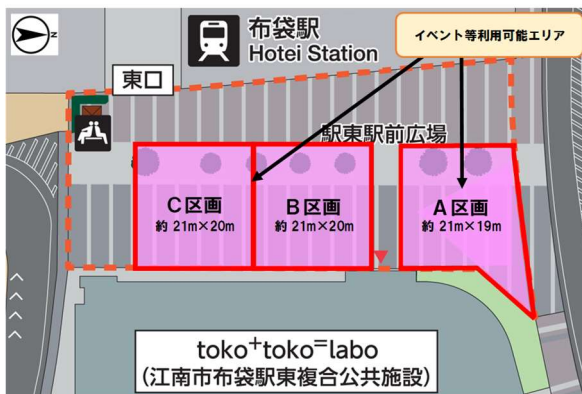 N
布袋駅
Hotei Station
イベント等利用可能エリア
東口
駅東駅前広場
C区画
約 21m×20m
B区画
約 21m×20m
A区画
約 21m×19m
toko+toko=labo
(江南市布袋駅東複合公共施設)